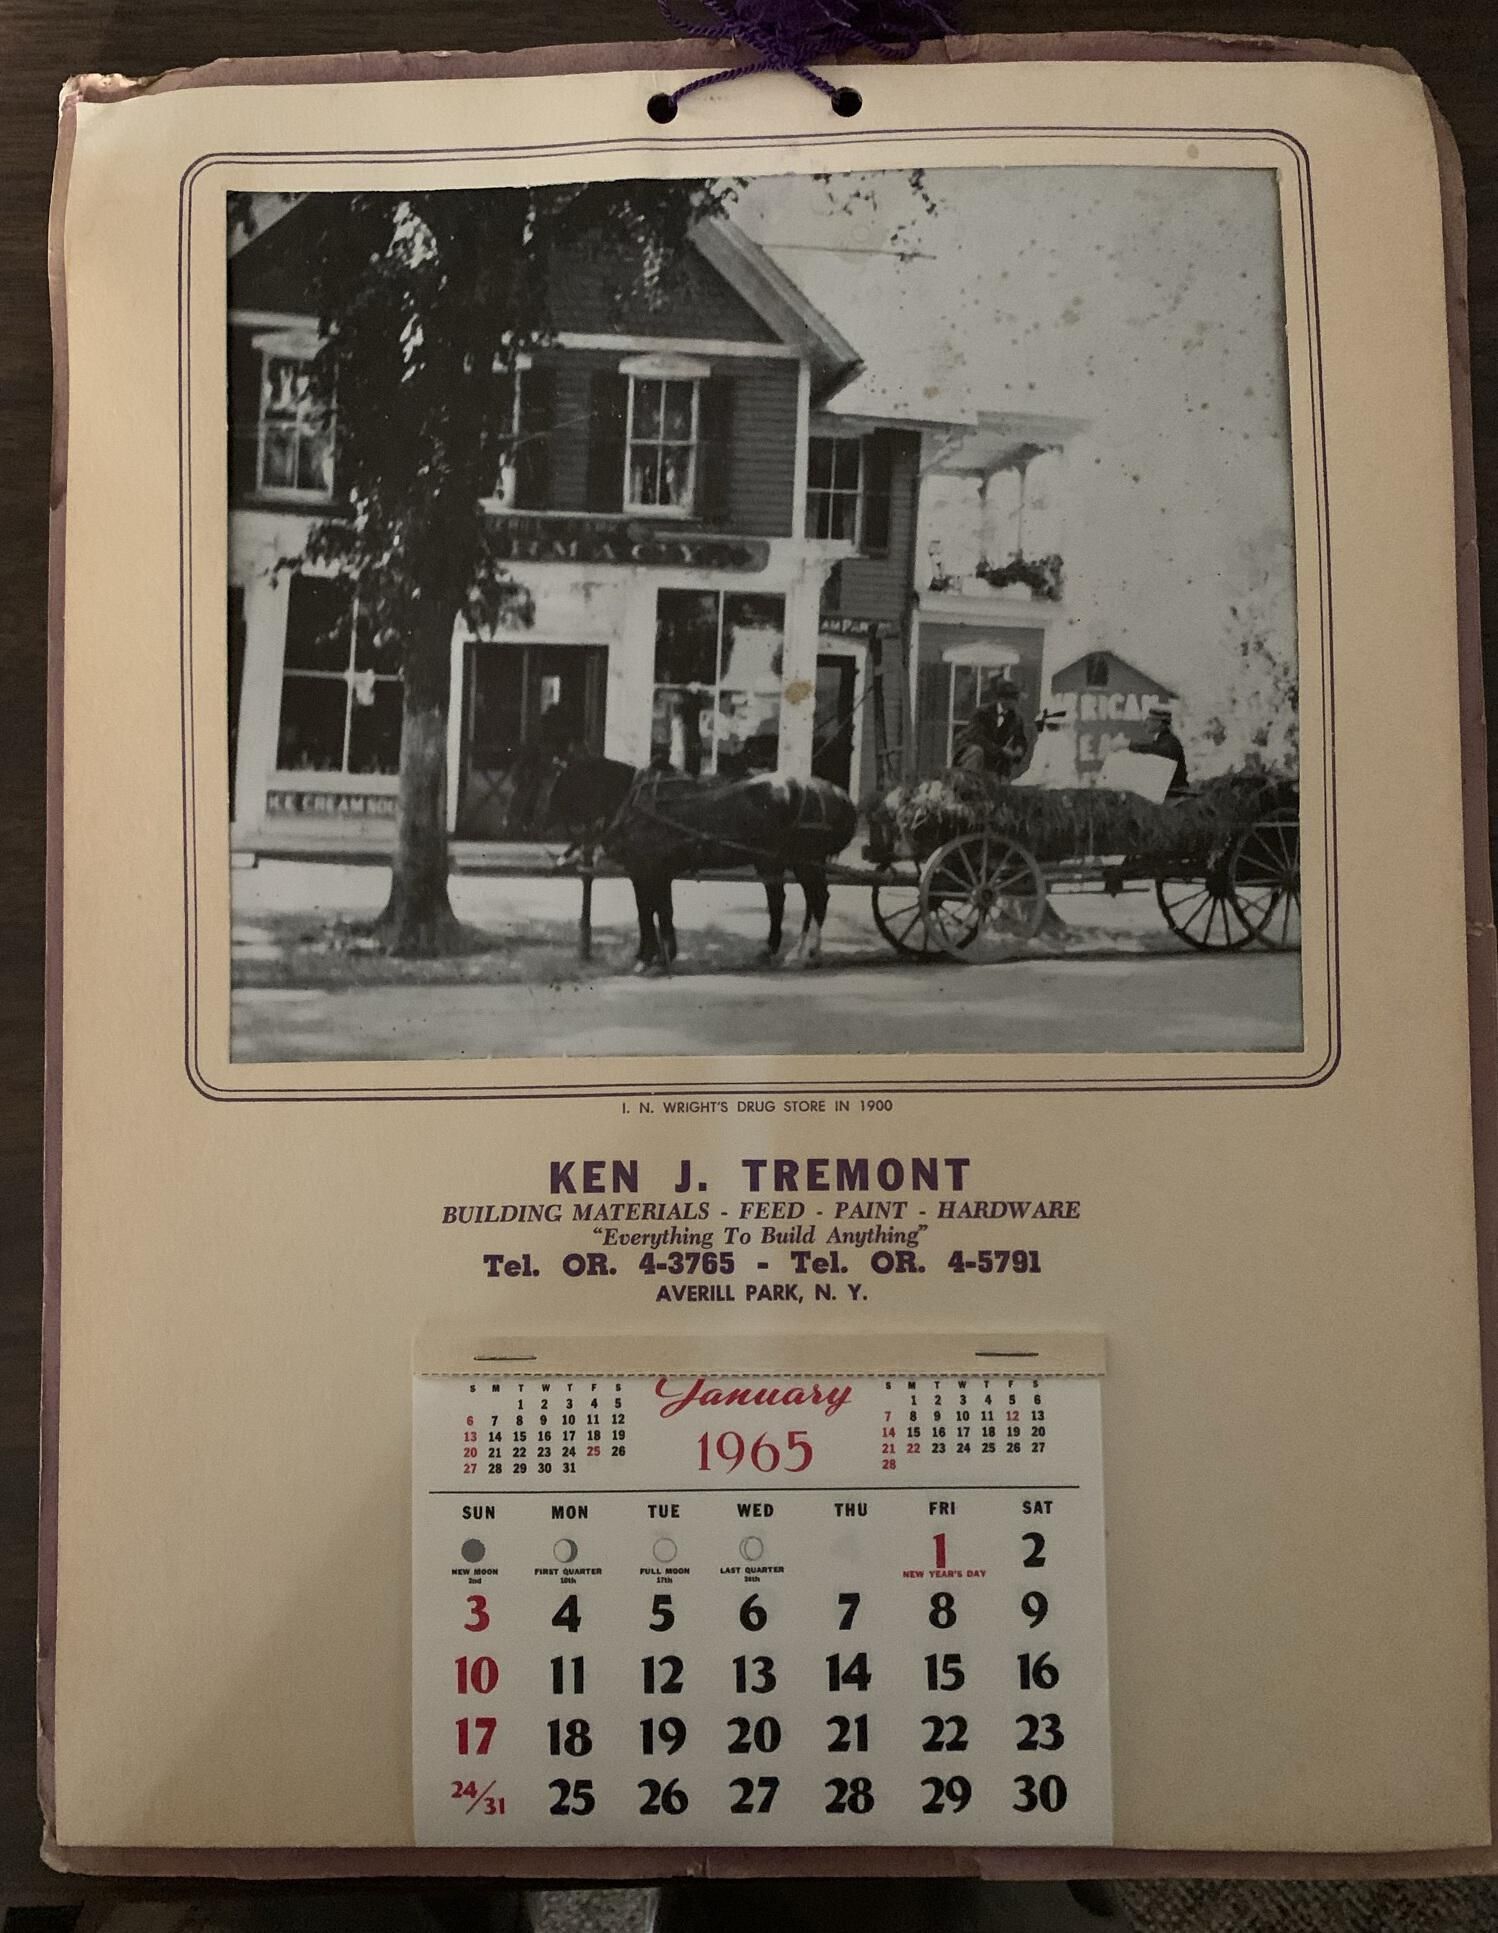 RMACY
ICE CREAM SOD
RICAN
I. N. WRIGHT'S DRUG STORE IN 1900
KEN J. TREMONT
BUILDING MATERIALS - FEED - PAINT - HARDWARE
“Everything To Build Anything”
Tel. OR. 4-3765 - Tel. OR. 4-5791
AVERILL PARK, N. Y.
January
1965
S M T W T F S
1 2 3 4 5
6 7 8 9 10 11 12
13 14 15 16 17 18 19
20 21 22 23 24 25 26
27 28 29 30 31
S M T W T F S
1 2 3 4 5 6
7 8 9 10 11 12 13
14 15 16 17 18 19 20
21 22 23 24 25 26 27
28
SUN MON TUE WED THU FRI SAT
1 2
NEW MOON FIRST QUARTER FULL MOON LAST QUARTER NEW YEAR'S DAY
2nd 10th 17th 24th
3 4 5 6 7 8 9
10 11 12 13 14 15 16
17 18 19 20 21 22 23
24/31 25 26 27 28 29 30